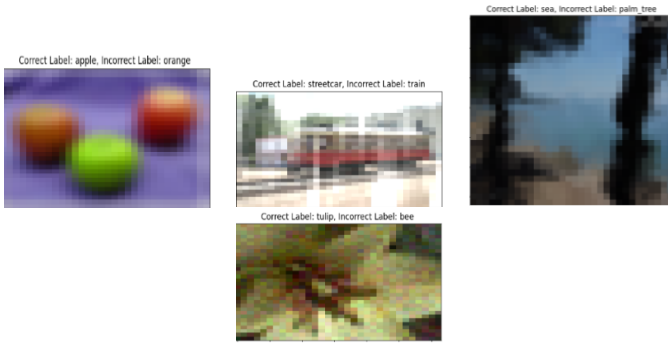 Correct Label: sea, Incorrect Label: palm_tree
Correct Label: apple, Incorrect Label: orange
Correct Label: streetcar, Incorrect Label: train
Correct Label: tulip, Incorrect Label: bee